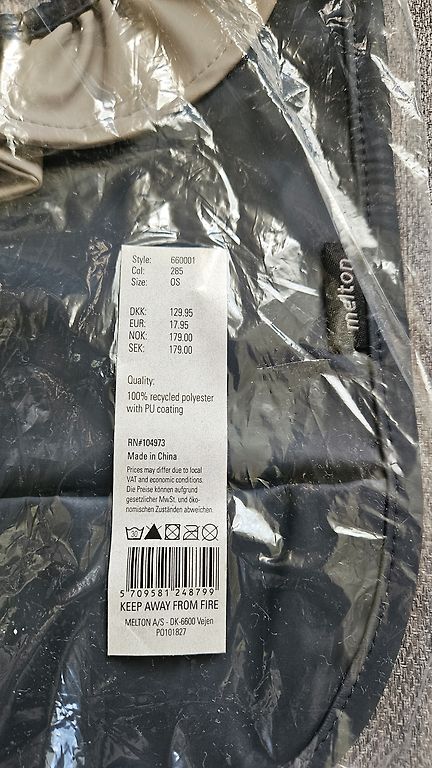 Style: 660001
Col: 285
Size: OS
DKK: 129.95
EUR: 17.95
NOK: 179.00
SEK: 179.00
Quality:
100% recycled polyester
with PU coating
RN#104973
Made in China
Prices may differ due to local
VAT and economic conditions.
Die Preise können aufgrund
gesetzlicher MwSt. und öko-
nomischen Zuständen abweichen.
30
5 709581 248799
KEEP AWAY FROM FIRE
MELTON A/S - DK-6600 Vejen
PO101827
melton